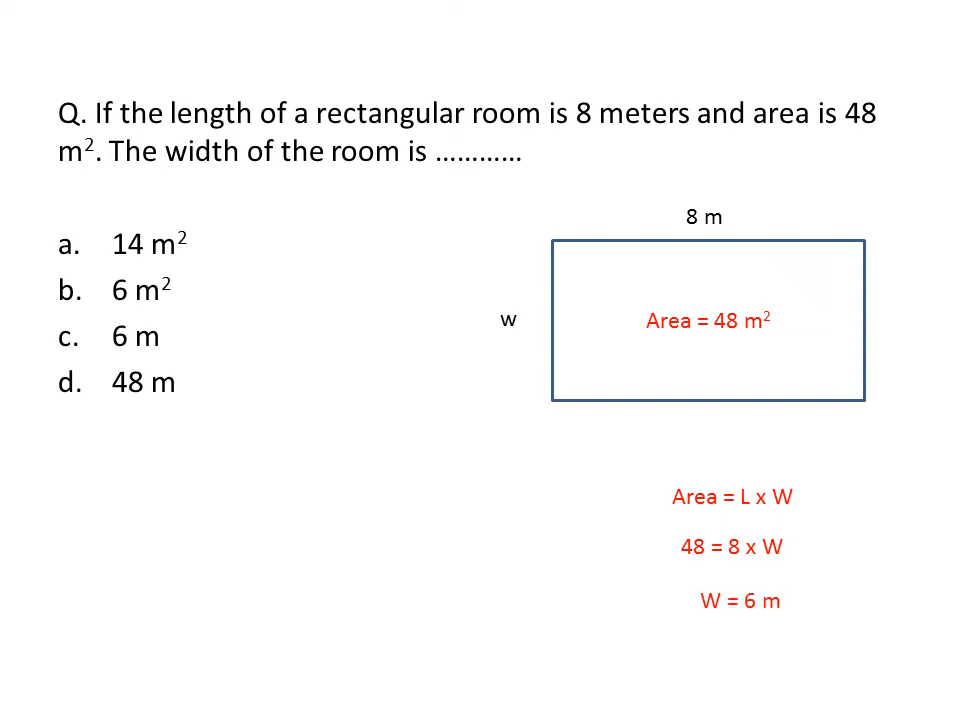 Q. If the length of a rectangular room is 8 meters and area is 48
m². The width of the room is …………
a. 14 m²
b. 6 m²
c. 6 m
d. 48 m
8 m
w
Area = 48 m²
Area = L x W
48 = 8 x W
W = 6 m